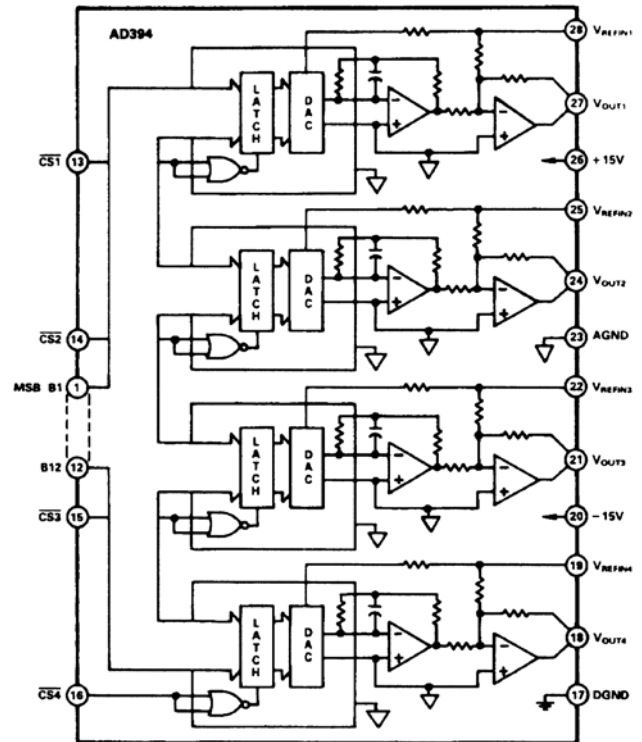 AD394
28 VREFIN1
LATCH
DAC
27 VOUT1
CS1 13
26 +15V
25 VREFIN2
LATCH
DAC
24 VOUT2
CS2 14
23 AGND
MSB B1 1
22 VREFIN3
LATCH
DAC
21 VOUT3
B12 12
CS3 15
20 -15V
19 VREFIN4
LATCH
DAC
18 VOUT4
CS4 16
17 DGND